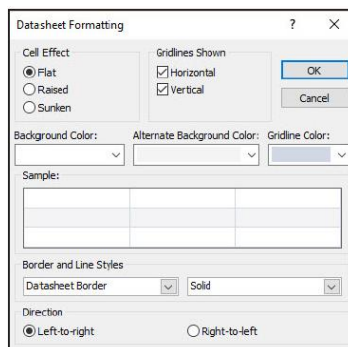 Datasheet Formatting
Cell Effect
Flat
Raised
Sunken
Gridlines Shown
Horizontal
Vertical
OK
Cancel
Background Color: Alternate Background Color: Gridline Color:
Sample:
Border and Line Styles
Datasheet Border Solid
Direction
Left-to-right Right-to-left